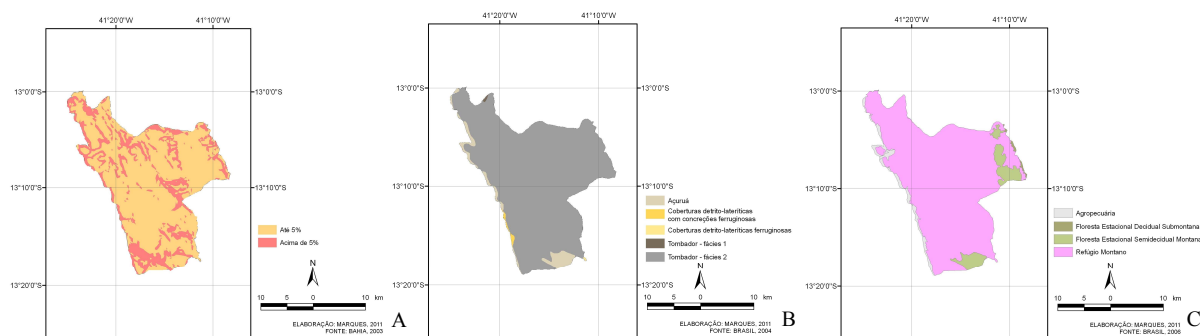 41°20'0"W
41°10'0"W
13°0'0"S
13°0'0"S
13°10'0"S
13°10'0"S
13°20'0"S
Até 5%
Acima de 5%
N
10 5 0 10 km
ELABORAÇÃO: MARQUES, 2011
FONTE: BAHIA, 2003
A
41°20'0"W
41°10'0"W
13°0'0"S
13°0'0"S
13°10'0"S
13°10'0"S
13°20'0"S
Açuruá
Coberturas detrito-lateríticas
com concreções ferruginosas
Coberturas detrito-lateríticas ferruginosas
Tombador - fácies 1
Tombador - fácies 2
N
10 5 0 10 km
ELABORAÇÃO: MARQUES, 2011
FONTE: BRASIL, 2004
B
41°20'0"W
41°10'0"W
13°0'0"S
13°0'0"S
13°10'0"S
13°10'0"S
13°20'0"S
Agropecuária
Floresta Estacional Decidual Submontana
Floresta Estacional Semidecidual Montana
Refúgio Montano
N
10 5 0 10 km
ELABORAÇÃO: MARQUES, 2011
FONTE: BRASIL, 2006
C